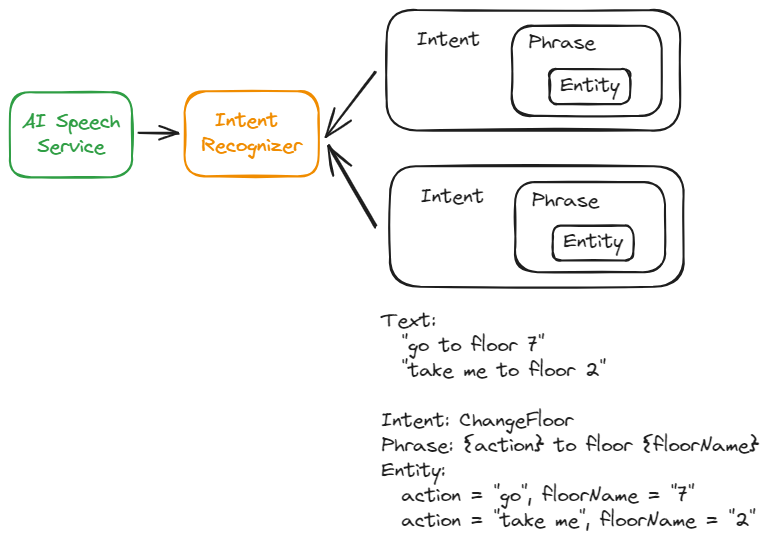 AI Speech
Service
Intent
Recognizer
Intent
Phrase
Entity
Intent
Phrase
Entity
Text:
"go to floor 7"
"take me to floor 2"
Intent: ChangeFloor
Phrase: {action} to floor {floorName}
Entity:
action = "go", floorName = "7"
action = "take me", floorName = "2"